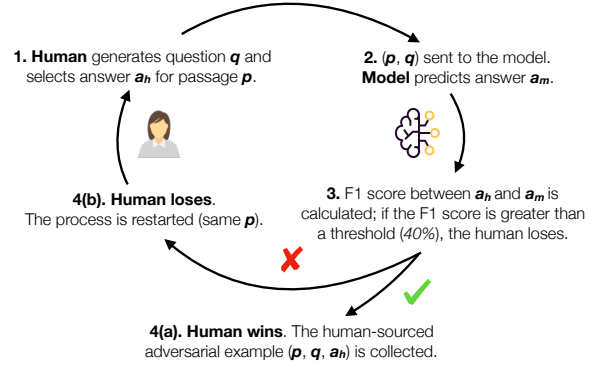 1. Human generates question q and
selects answer aₕ for passage p.
2. (p, q) sent to the model.
Model predicts answer aₘ.
3. F1 score between aₕ and aₘ is
calculated; if the F1 score is greater than
a threshold (40%), the human loses.
4(b). Human loses.
The process is restarted (same p).
4(a). Human wins. The human-sourced
adversarial example (p, q, aₕ) is collected.